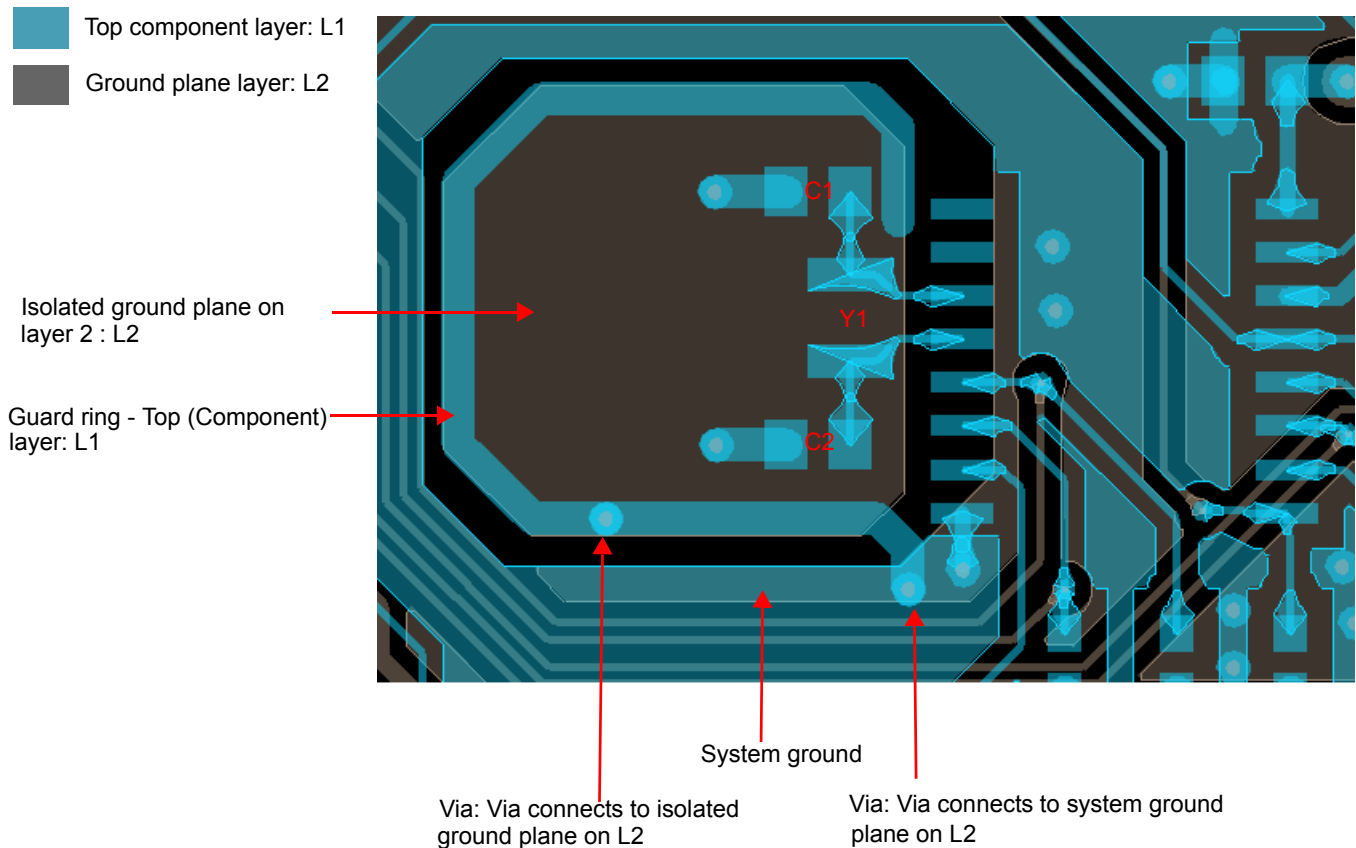 Top component layer: L1
Ground plane layer: L2
C1
Isolated ground plane on
layer 2 : L2
Y1
Guard ring - Top (Component)
layer: L1
C2
System ground
Via: Via connects to isolated
ground plane on L2
Via: Via connects to system ground
plane on L2